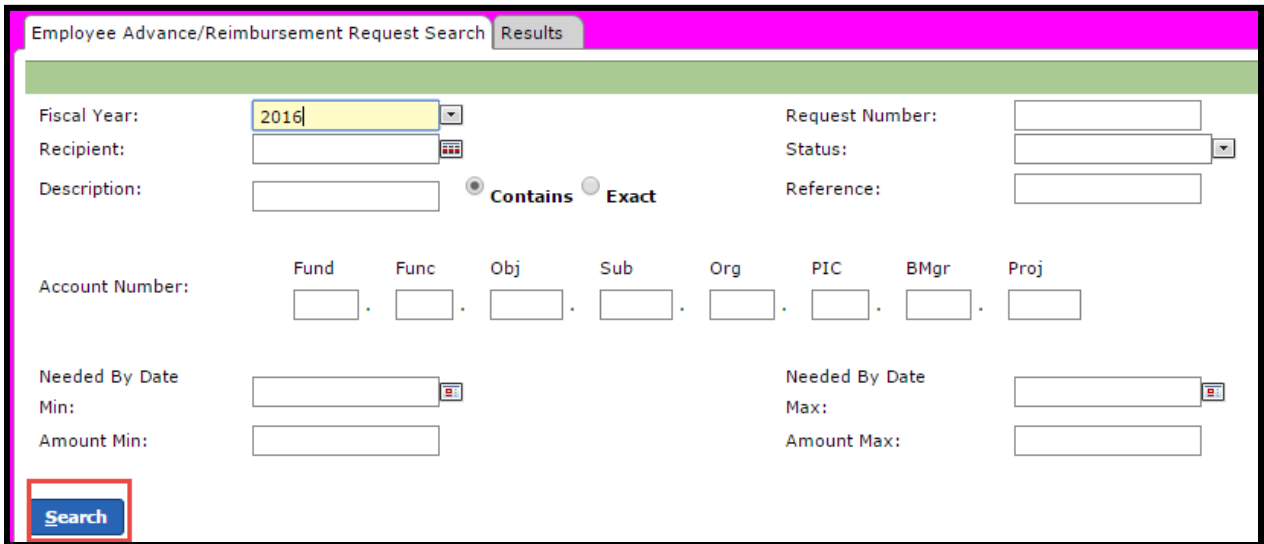 Employee Advance/Reimbursement Request Search Results
Fiscal Year: 2016 Request Number:
Recipient: Status:
Description: Contains Exact Reference:
Fund Func Obj Sub Org PIC BMgr Proj
Account Number:
. . . . . . .
Needed By Date Needed By Date
Min: Max:
Amount Min: Amount Max:
Search